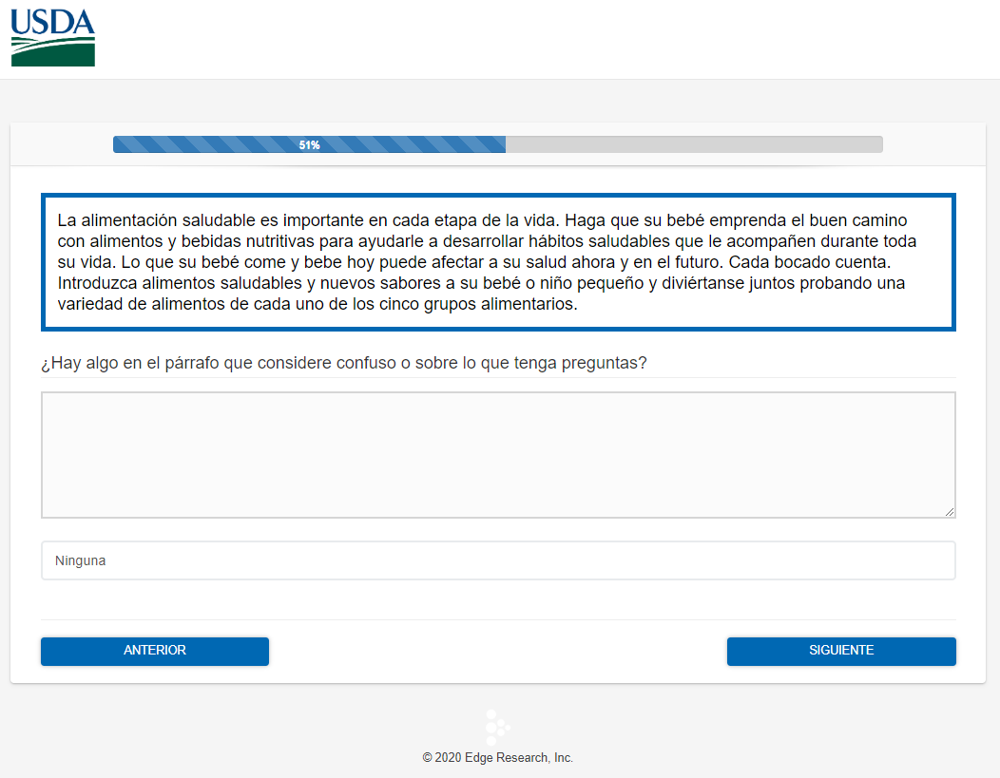 USDA
51%
La alimentación saludable es importante en cada etapa de la vida. Haga que su bebé emprenda el buen camino
con alimentos y bebidas nutritivas para ayudarle a desarrollar hábitos saludables que le acompañen durante toda
su vida. Lo que su bebé come y bebe hoy puede afectar a su salud ahora y en el futuro. Cada bocado cuenta.
Introduzca alimentos saludables y nuevos sabores a su bebé o niño pequeño y diviértanse juntos probando una
variedad de alimentos de cada uno de los cinco grupos alimentarios.
¿Hay algo en el párrafo que considere confuso o sobre lo que tenga preguntas?
Ninguna
ANTERIOR
SIGUIENTE
© 2020 Edge Research, Inc.